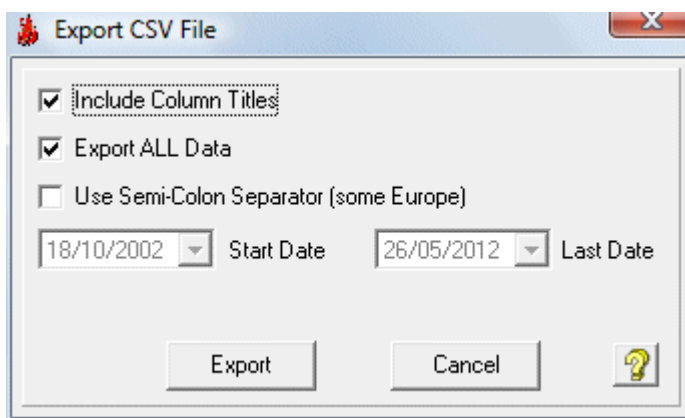 Export CSV File
Include Column Titles
Export ALL Data
Use Semi-Colon Separator (some Europe)
18/10/2002 Start Date 26/05/2012 Last Date
Export Cancel